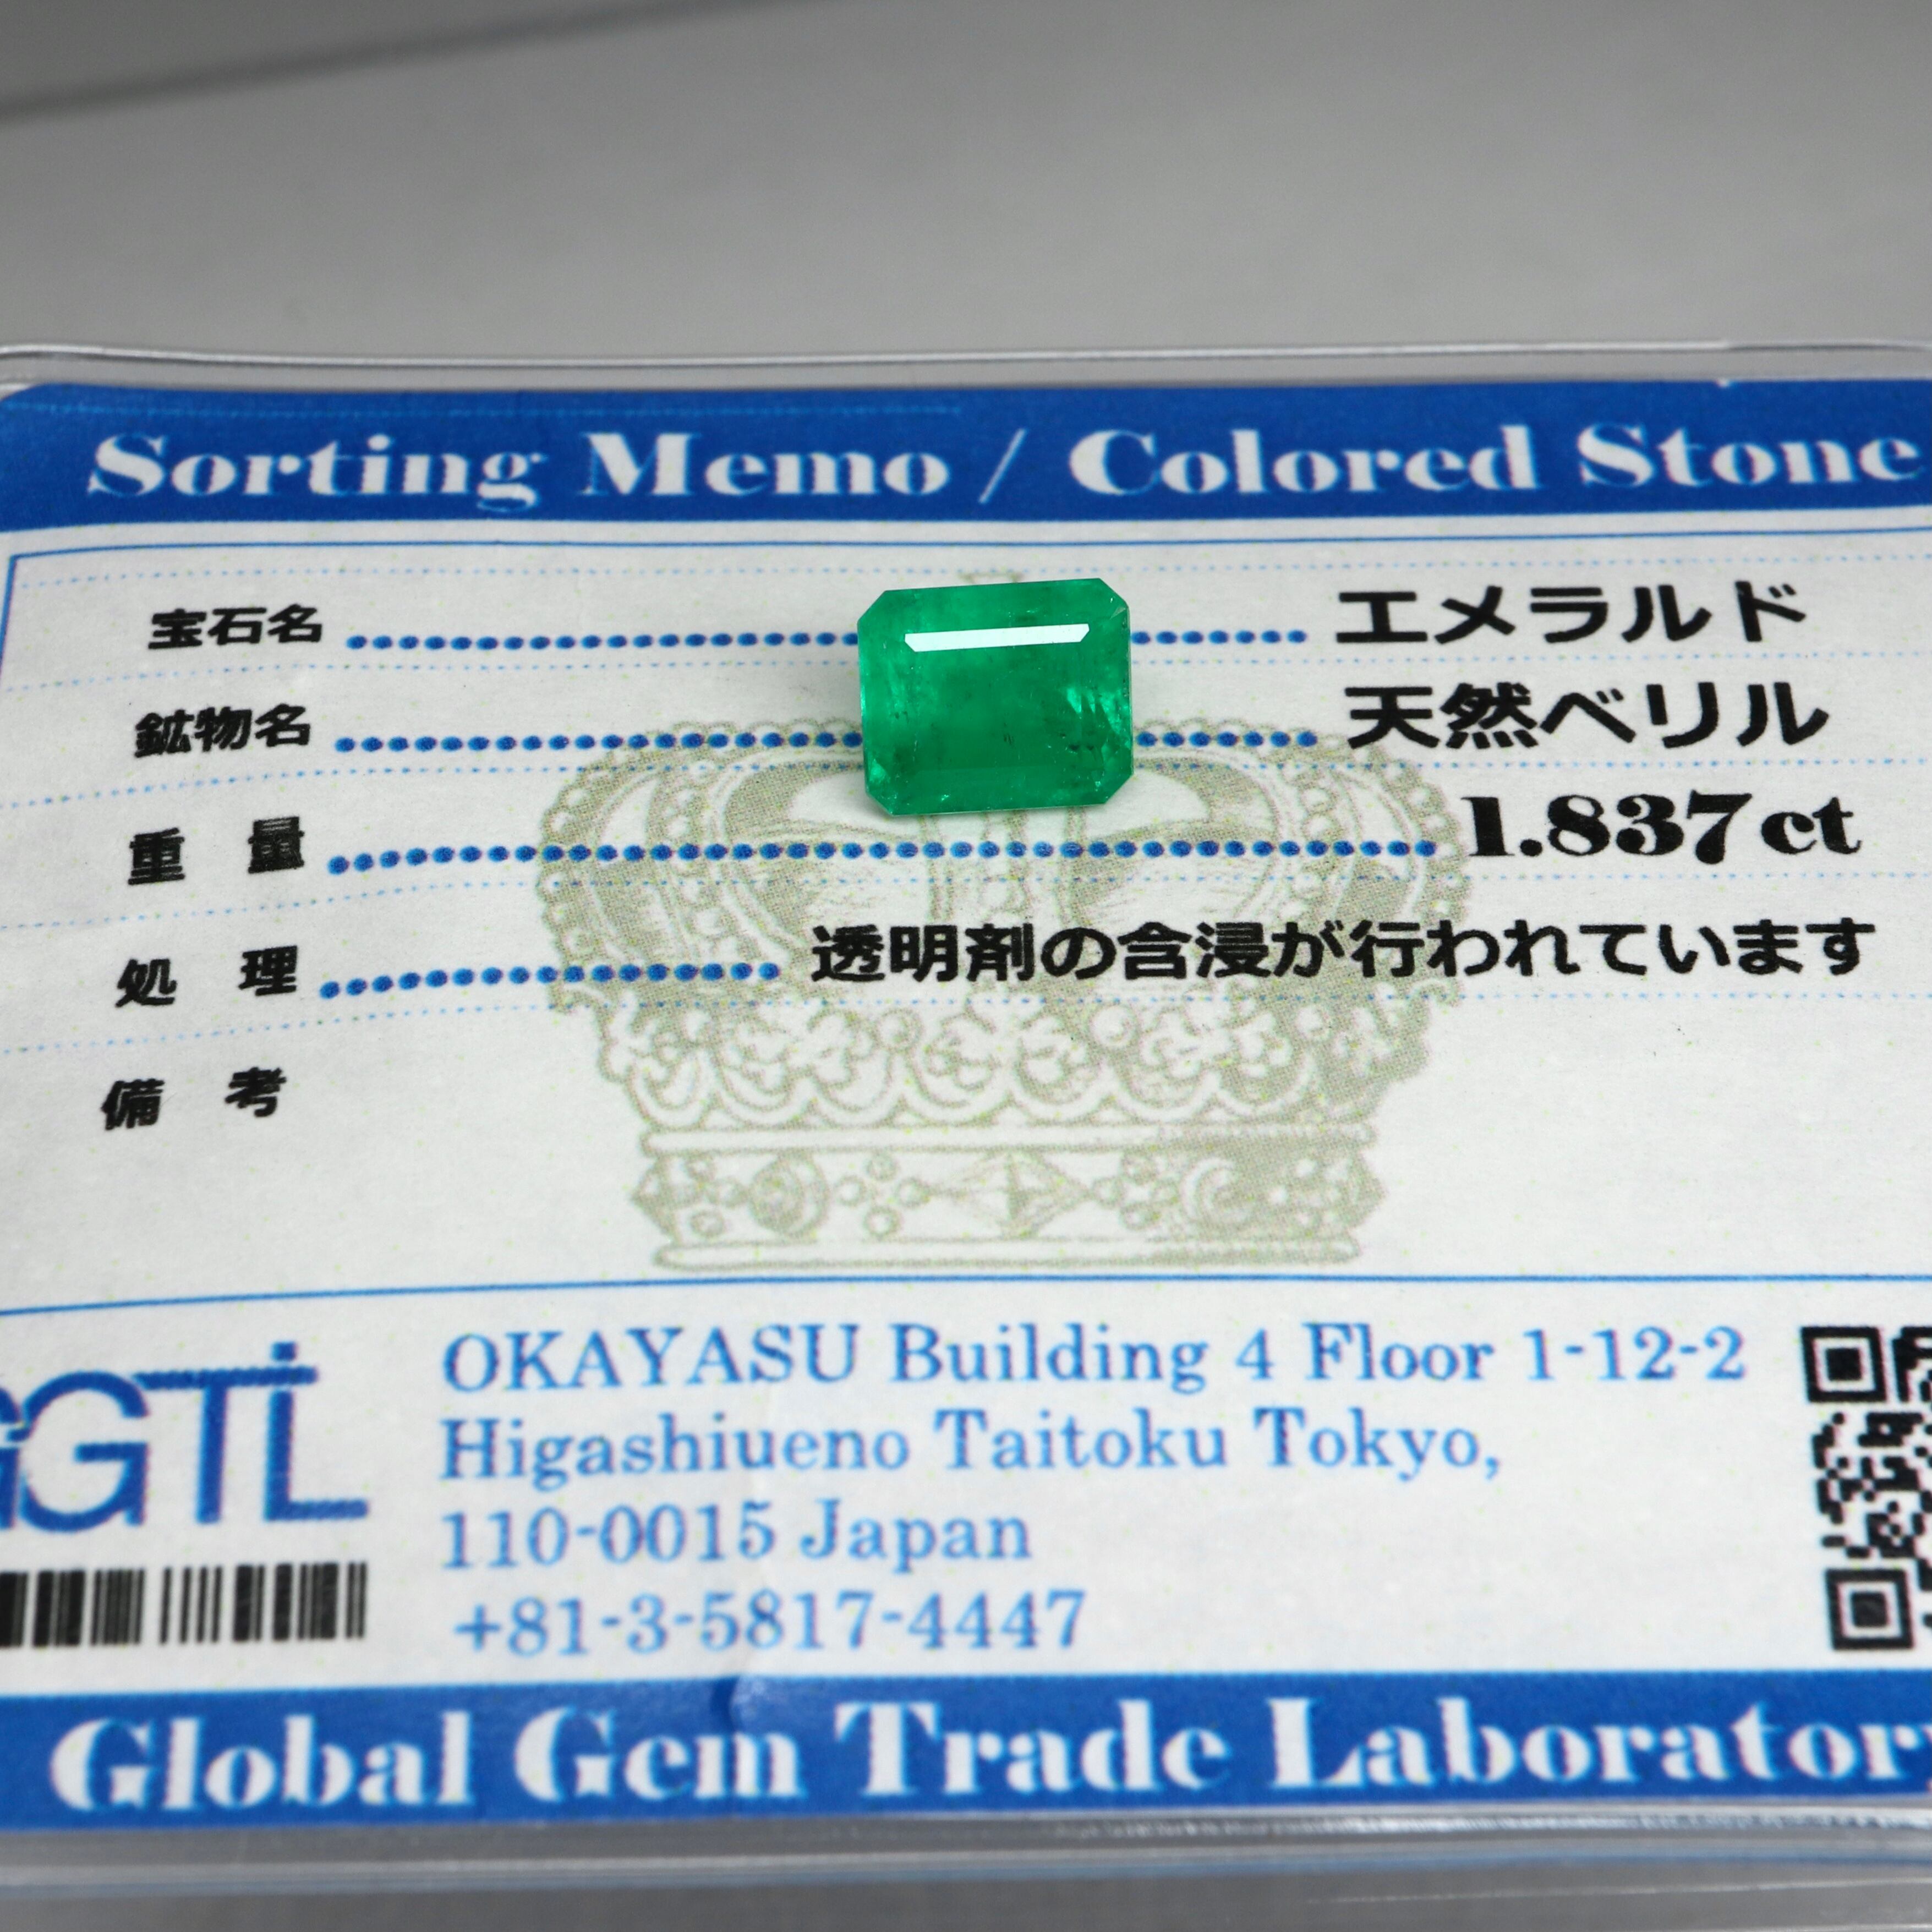 Sorting Memo / Colored Stone
宝石名 エメラルド
鉱物名 天然ベリル
重量 1.837ct
処理 透明剤の含浸が行われています
備考
GGTL
OKAYASU Building 4 Floor 1-12-2
Higashiueno Taitoku Tokyo,
110-0015 Japan
+81-3-5817-4447
Global Gem Trade Laboratory